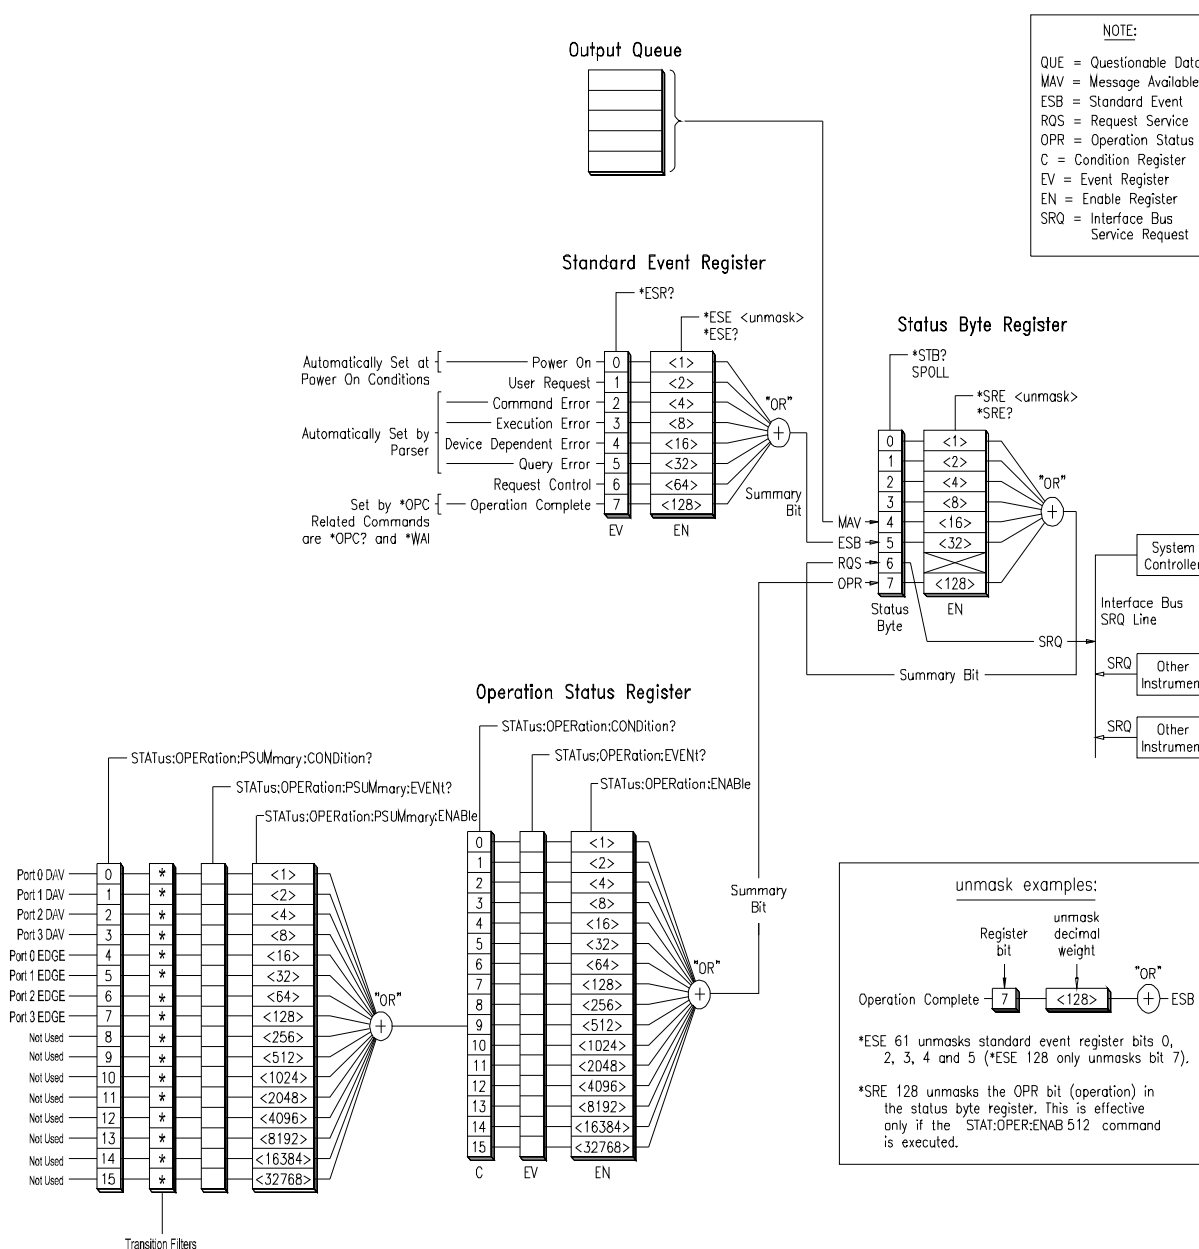 Output Queue
NOTE:
QUE = Questionable Data
MAV = Message Available
ESB = Standard Event
RQS = Request Service
OPR = Operation Status
C = Condition Register
EV = Event Register
EN = Enable Register
SRQ = Interface Bus
Service Request
Standard Event Register
*ESR?
*ESE <unmask>
*ESE?
Automatically Set at
Power On Conditions
Automatically Set by
Parser
Set by *OPC
Related Commands
are *OPC? and *WAI
Power On 0 <1>
User Request 1 <2>
Command Error 2 <4>
Execution Error 3 <8>
Device Dependent Error 4 <16>
Query Error 5 <32>
Request Control 6 <64>
Operation Complete 7 <128>
EV EN
"OR"
+
Summary
Bit
Status Byte Register
*STB?
SPOLL
*SRE <unmask>
*SRE?
0 <1>
1 <2>
2 <4>
3 <8>
MAV 4 <16>
ESB 5 <32>
RQS 6
OPR 7 <128>
Status
Byte
EN
"OR"
+
SRQ
Summary Bit
System
Controller
Interface Bus
SRQ Line
SRQ
Other
Instrumen
SRQ
Other
Instrumen
Operation Status Register
STATus:OPERation:CONDition?
STATus:OPERation:EVENt?
STATus:OPERation:ENABle
0 <1>
1 <2>
2 <4>
3 <8>
4 <16>
5 <32>
6 <64>
7 <128>
8 <256>
9 <512>
10 <1024>
11 <2048>
12 <4096>
13 <8192>
14 <16384>
15 <32768>
C EV EN
"OR"
+
Summary
Bit
STATus:OPERation:PSUMmary:CONDition?
STATus:OPERation:PSUMmary:EVENt?
STATus:OPERation:PSUMmary:ENABle
Port 0 DAV 0 * <1>
Port 1 DAV 1 * <2>
Port 2 DAV 2 * <4>
Port 3 DAV 3 * <8>
Port 0 EDGE 4 * <16>
Port 1 EDGE 5 * <32>
Port 2 EDGE 6 * <64>
Port 3 EDGE 7 * <128>
Not Used 8 * <256>
Not Used 9 * <512>
Not Used 10 * <1024>
Not Used 11 * <2048>
Not Used 12 * <4096>
Not Used 13 * <8192>
Not Used 14 * <16384>
Not Used 15 * <32768>
"OR"
+
Transition Filters
unmask examples:
Register
bit
unmask
decimal
weight
Operation Complete 7 <128> + ESB
"OR"
*ESE 61 unmasks standard event register bits 0,
2, 3, 4 and 5 (*ESE 128 only unmasks bit 7).
*SRE 128 unmasks the OPR bit (operation) in
the status byte register. This is effective
only if the STAT:OPER:ENAB 512 command
is executed.